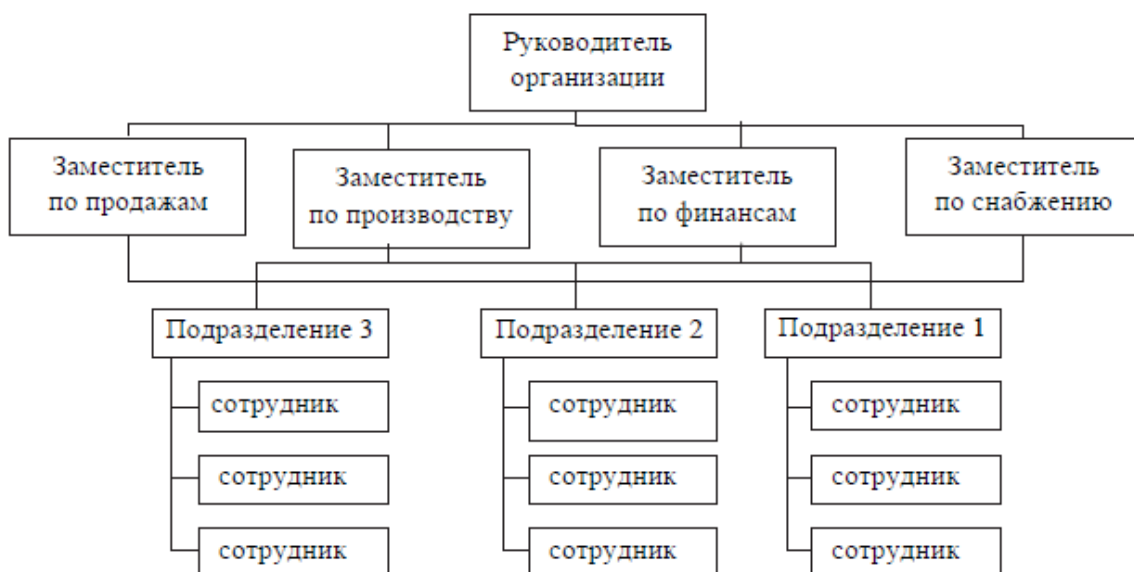 Руководитель
организации
Заместитель
по продажам
Заместитель
по производству
Заместитель
по финансам
Заместитель
по снабжению
Подразделение 3
Подразделение 2
Подразделение 1
сотрудник
сотрудник
сотрудник
сотрудник
сотрудник
сотрудник
сотрудник
сотрудник
сотрудник